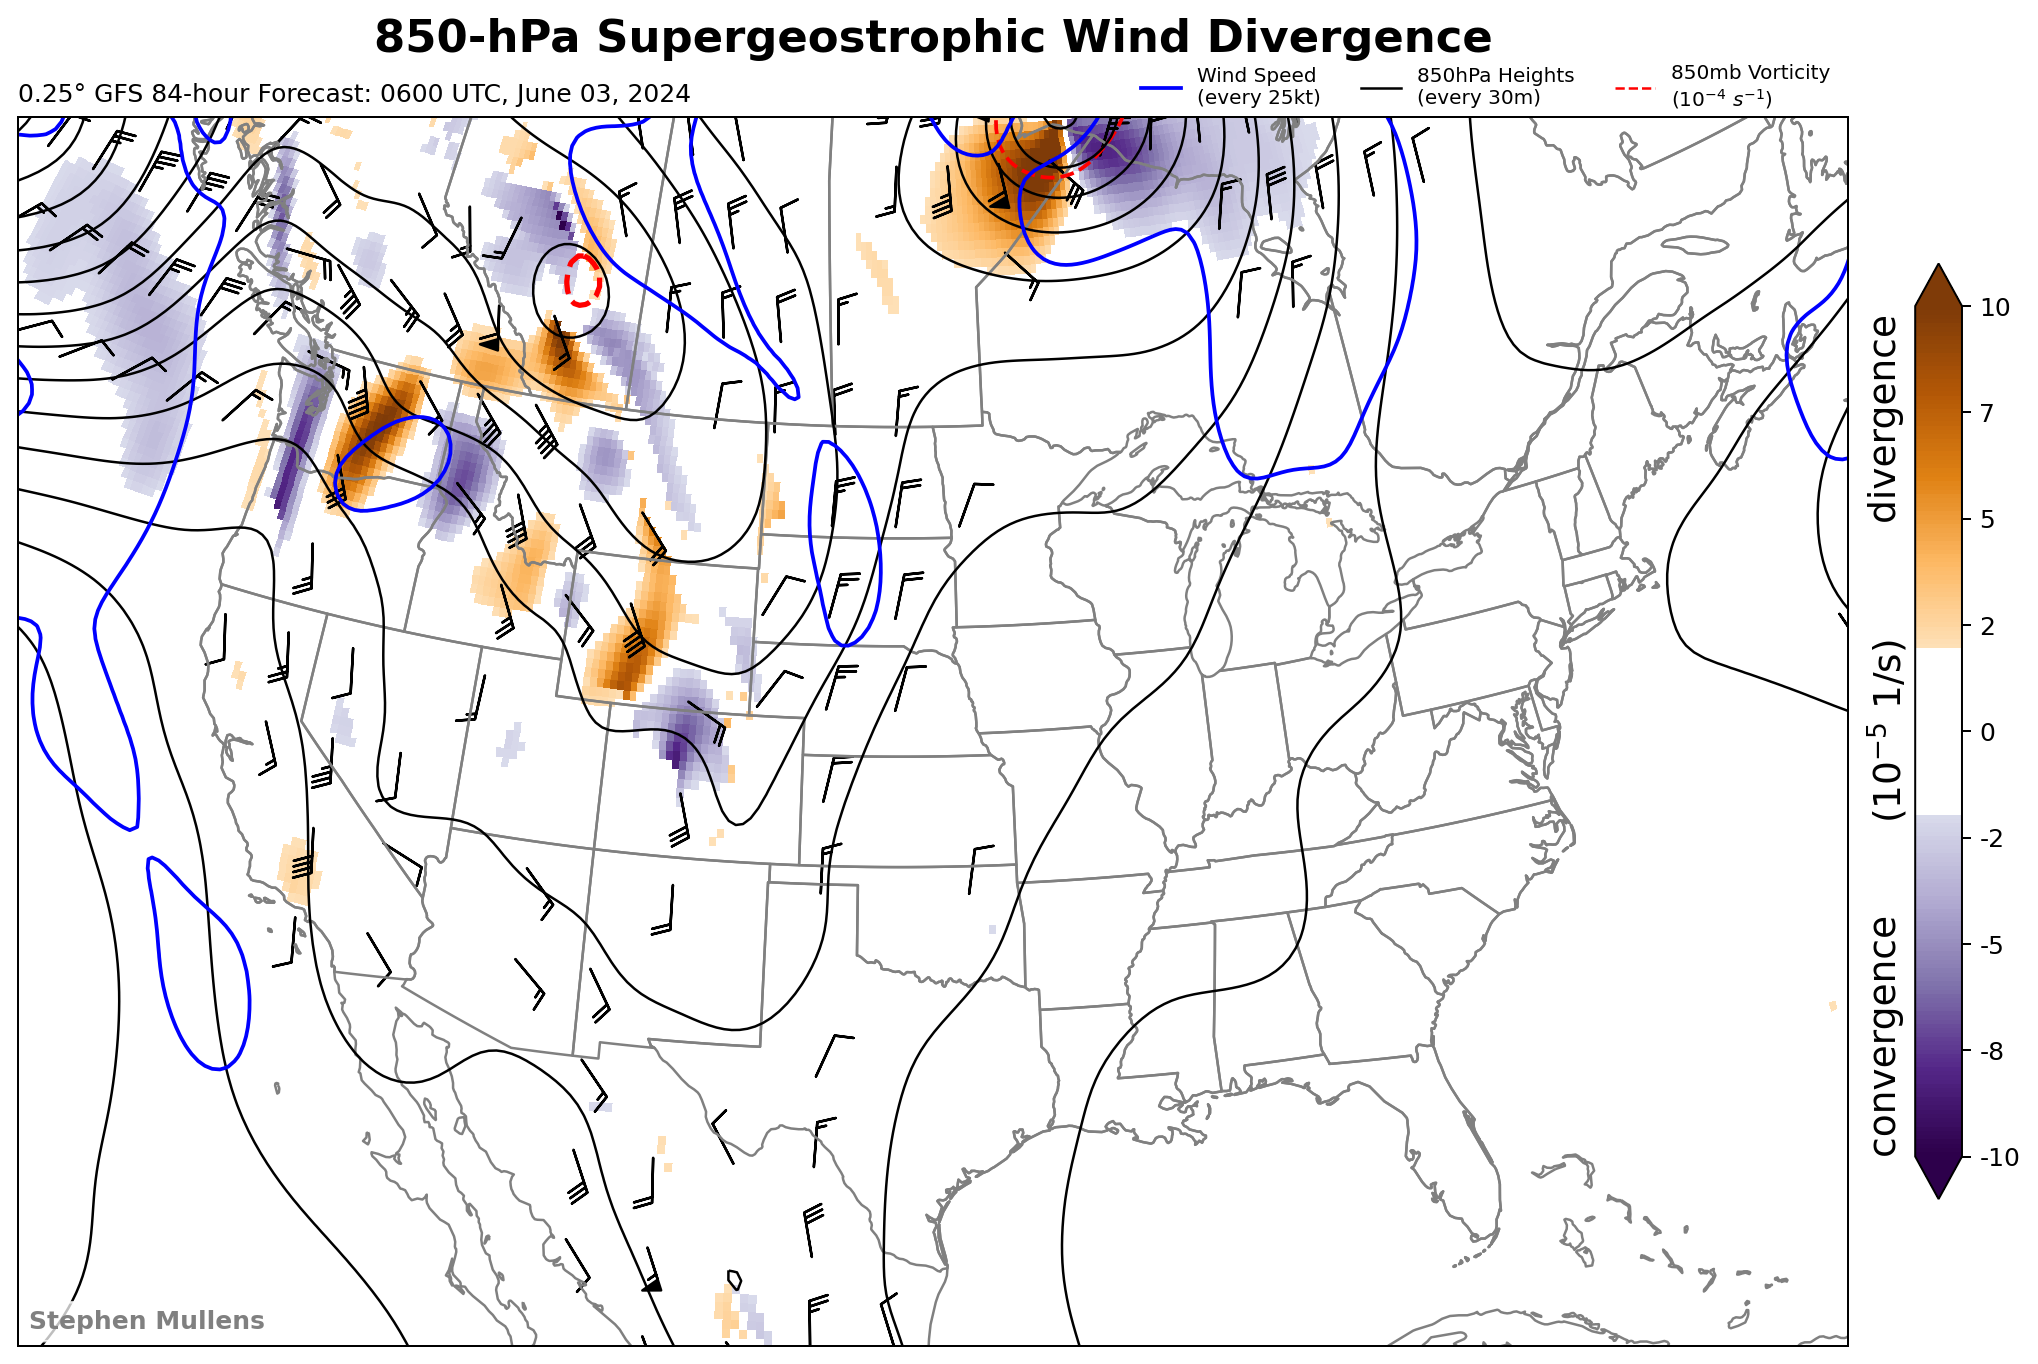 850-hPa Supergeostrophic Wind Divergence
0.25° GFS 84-hour Forecast: 0600 UTC, June 03, 2024
Wind Speed
(every 25kt)
850hPa Heights
(every 30m)
850mb Vorticity
(10⁻⁴ s⁻¹)
10
7
5
2
0
-2
-5
-8
-10
convergence (10⁻⁵ 1/s) divergence
Stephen Mullens